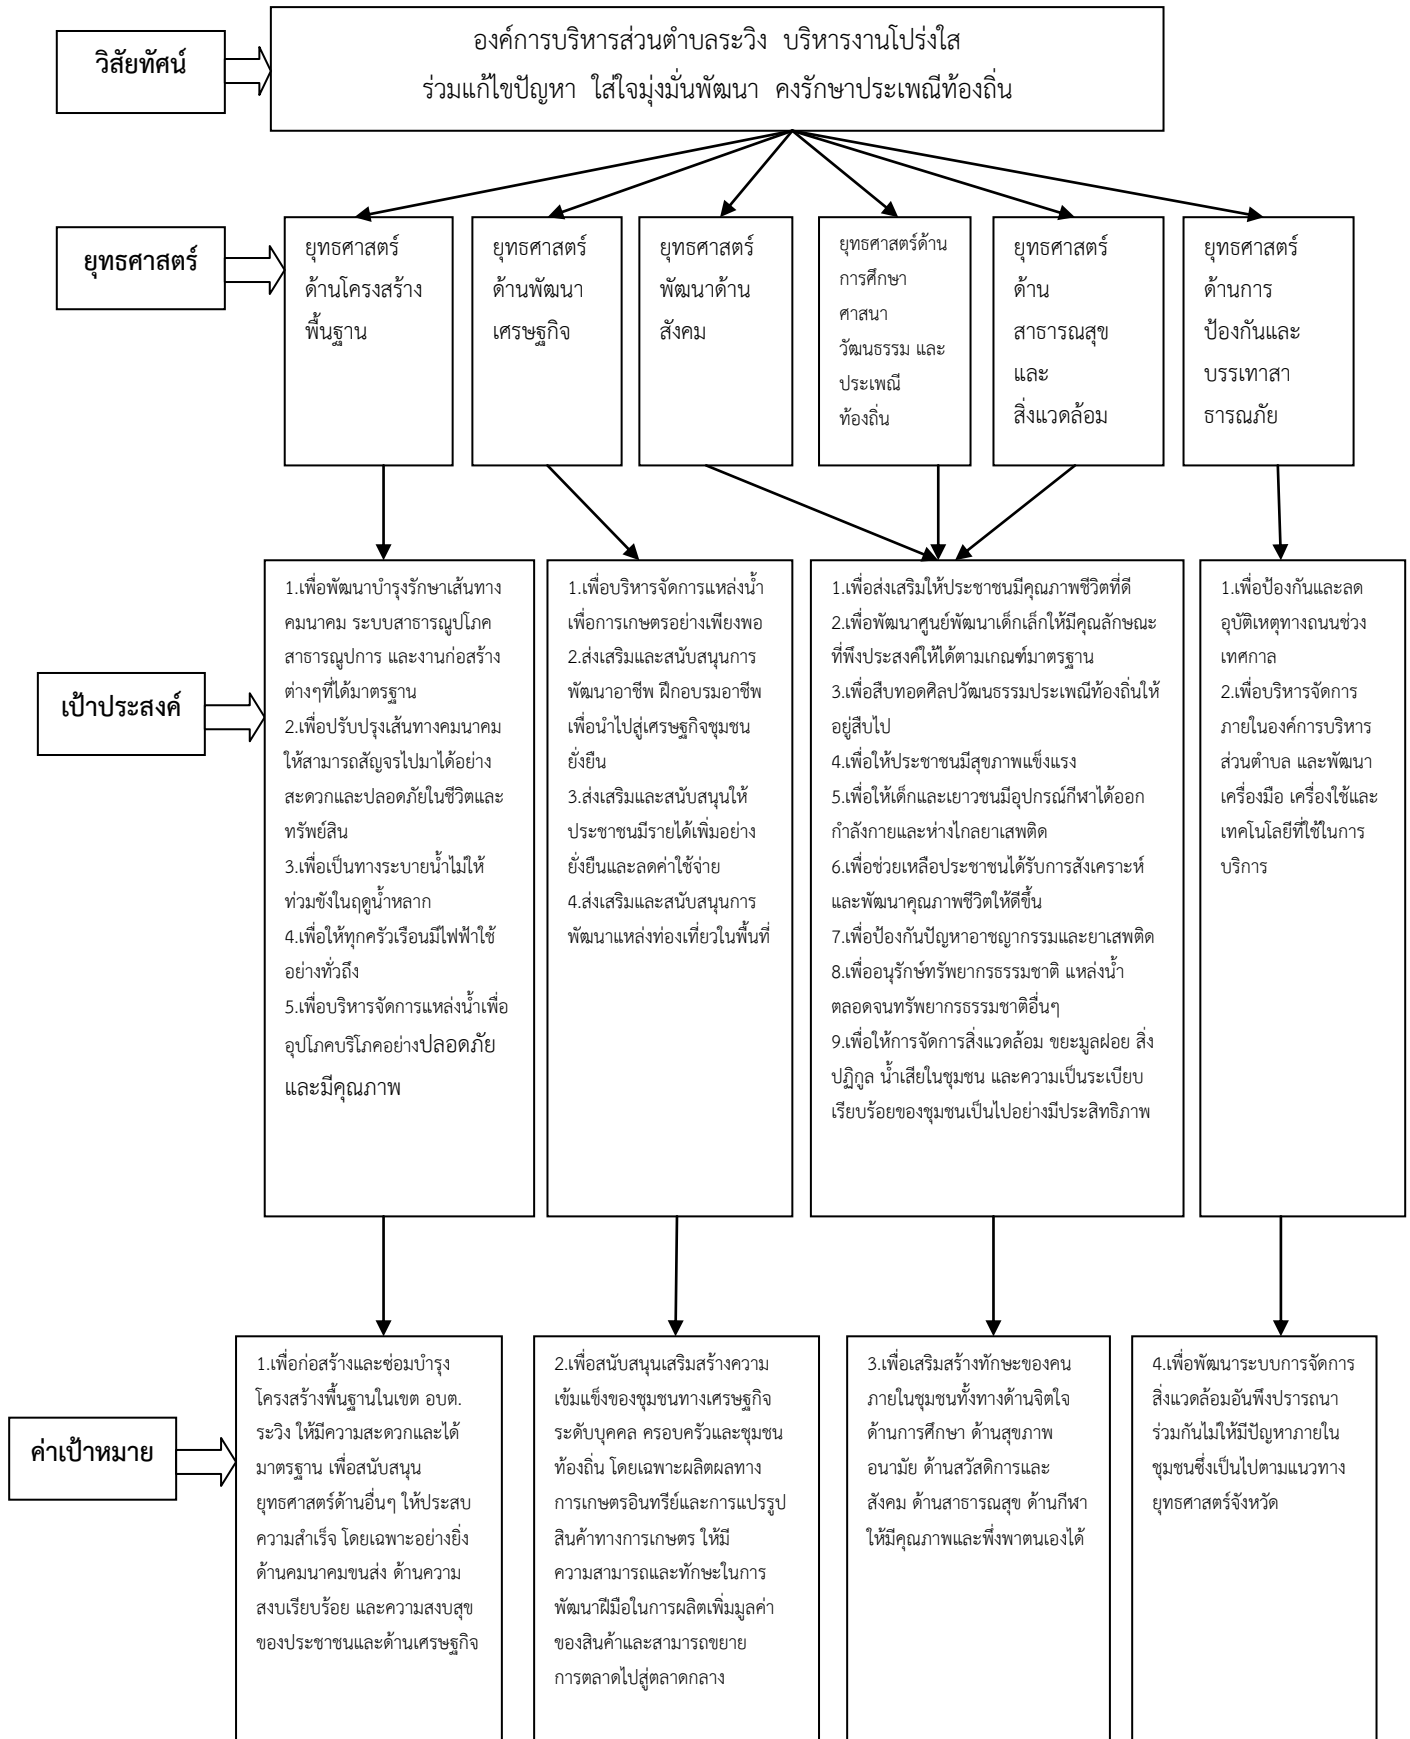 วิสัยทัศน์
องค์การบริหารส่วนตำบลระวิง บริหารงานโปร่งใส
ร่วมแก้ไขปัญหา ใส่ใจมุ่งมั่นพัฒนา คงรักษาประเพณีท้องถิ่น
ยุทธศาสตร์
ยุทธศาสตร์
ด้านโครงสร้าง
พื้นฐาน
ยุทธศาสตร์
ด้านพัฒนา
เศรษฐกิจ
ยุทธศาสตร์
พัฒนาด้าน
สังคม
ยุทธศาสตร์ด้าน
การศึกษา
ศาสนา
วัฒนธรรม และ
ประเพณี
ท้องถิ่น
ยุทธศาสตร์
ด้าน
สาธารณสุข
และ
สิ่งแวดล้อม
ยุทธศาสตร์
ด้านการ
ป้องกันและ
บรรเทาสา
ธารณภัย
เป้าประสงค์
1.เพื่อพัฒนาบำรุงรักษาเส้นทาง
คมนาคม ระบบสาธารณูปโภค
สาธารณูปการ และงานก่อสร้าง
ต่างๆที่ได้มาตรฐาน
2.เพื่อปรับปรุงเส้นทางคมนาคม
ให้สามารถสัญจรไปมาได้อย่าง
สะดวกและปลอดภัยในชีวิตและ
ทรัพย์สิน
3.เพื่อเป็นทางระบายน้ำไม่ให้
ท่วมขังในฤดูน้ำหลาก
4.เพื่อให้ทุกครัวเรือนมีไฟฟ้าใช้
อย่างทั่วถึง
5.เพื่อบริหารจัดการแหล่งน้ำเพื่อ
อุปโภคบริโภคอย่างปลอดภัย
และมีคุณภาพ
1.เพื่อบริหารจัดการแหล่งน้ำ
เพื่อการเกษตรอย่างเพียงพอ
2.ส่งเสริมและสนับสนุนการ
พัฒนาอาชีพ ฝึกอบรมอาชีพ
เพื่อนำไปสู่เศรษฐกิจชุมชน
ยั่งยืน
3.ส่งเสริมและสนับสนุนให้
ประชาชนมีรายได้เพิ่มอย่าง
ยั่งยืนและลดค่าใช้จ่าย
4.ส่งเสริมและสนับสนุนการ
พัฒนาแหล่งท่องเที่ยวในพื้นที่
1.เพื่อส่งเสริมให้ประชาชนมีคุณภาพชีวิตที่ดี
2.เพื่อพัฒนาศูนย์พัฒนาเด็กเล็กให้มีคุณลักษณะ
ที่พึงประสงค์ให้ได้ตามเกณฑ์มาตรฐาน
3.เพื่อสืบทอดศิลปวัฒนธรรมประเพณีท้องถิ่นให้
อยู่สืบไป
4.เพื่อให้ประชาชนมีสุขภาพแข็งแรง
5.เพื่อให้เด็กและเยาวชนมีอุปกรณ์กีฬาได้ออก
กำลังกายและห่างไกลยาเสพติด
6.เพื่อช่วยเหลือประชาชนได้รับการสังเคราะห์
และพัฒนาคุณภาพชีวิตให้ดีขึ้น
7.เพื่อป้องกันปัญหาอาชญากรรมและยาเสพติด
8.เพื่ออนุรักษ์ทรัพยากรธรรมชาติ แหล่งน้ำ
ตลอดจนทรัพยากรธรรมชาติอื่นๆ
9.เพื่อให้การจัดการสิ่งแวดล้อม ขยะมูลฝอย สิ่ง
ปฏิกูล น้ำเสียในชุมชน และความเป็นระเบียบ
เรียบร้อยของชุมชนเป็นไปอย่างมีประสิทธิภาพ
1.เพื่อป้องกันและลด
อุบัติเหตุทางถนนช่วง
เทศกาล
2.เพื่อบริหารจัดการ
ภายในองค์การบริหาร
ส่วนตำบล และพัฒนา
เครื่องมือ เครื่องใช้และ
เทคโนโลยีที่ใช้ในการ
บริการ
ค่าเป้าหมาย
1.เพื่อก่อสร้างและซ่อมบำรุง
โครงสร้างพื้นฐานในเขต อบต.
ระวิง ให้มีความสะดวกและได้
มาตรฐาน เพื่อสนับสนุน
ยุทธศาสตร์ด้านอื่นๆ ให้ประสบ
ความสำเร็จ โดยเฉพาะอย่างยิ่ง
ด้านคมนาคมขนส่ง ด้านความ
สงบเรียบร้อย และความสงบสุข
ของประชาชนและด้านเศรษฐกิจ
2.เพื่อสนับสนุนเสริมสร้างความ
เข้มแข็งของชุมชนทางเศรษฐกิจ
ระดับบุคคล ครอบครัวและชุมชน
ท้องถิ่น โดยเฉพาะผลิตผลทาง
การเกษตรอินทรีย์และการแปรรูป
สินค้าทางการเกษตร ให้มี
ความสามารถและทักษะในการ
พัฒนาฝีมือในการผลิตเพิ่มมูลค่า
ของสินค้าและสามารถขยาย
การตลาดไปสู่ตลาดกลาง
3.เพื่อเสริมสร้างทักษะของคน
ภายในชุมชนทั้งทางด้านจิตใจ
ด้านการศึกษา ด้านสุขภาพ
อนามัย ด้านสวัสดิการและ
สังคม ด้านสาธารณสุข ด้านกีฬา
ให้มีคุณภาพและพึ่งพาตนเองได้
4.เพื่อพัฒนาระบบการจัดการ
สิ่งแวดล้อมอันพึงปรารถนา
ร่วมกันไม่ให้มีปัญหาภายใน
ชุมชนซึ่งเป็นไปตามแนวทาง
ยุทธศาสตร์จังหวัด